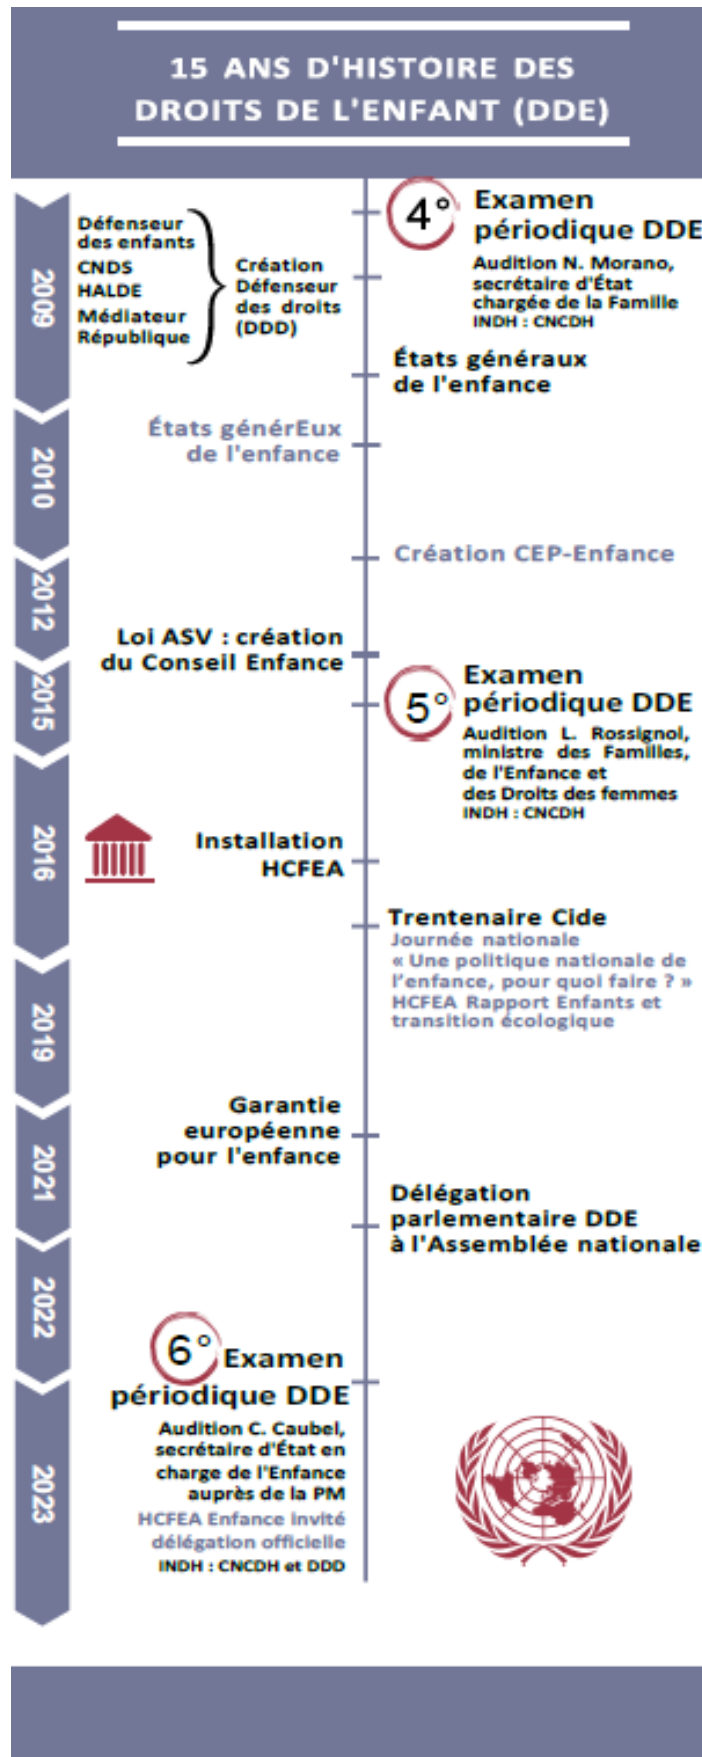 15 ANS D'HISTOIRE DES
DROITS DE L'ENFANT (DDE)
2009
Défenseur
des enfants
CNDS
HALDE
Médiateur
République
Création
Défenseur
des droits
(DDD)
4°
Examen
périodique DDE
Audition N. Morano,
secrétaire d'État
chargée de la Famille
INDH : CNCDH
États généraux
de l'enfance
2010
États générEux
de l'enfance
Création CEP-Enfance
2012
Loi ASV : création
du Conseil Enfance
2015
5°
Examen
périodique DDE
Audition L. Rossignol,
ministre des Familles,
de l'Enfance et
des Droits des femmes
INDH : CNCDH
2016
Installation
HCFEA
Trentenaire Cide
Journée nationale
« Une politique nationale de
l'enfance, pour quoi faire ? »
HCFEA Rapport Enfants et
transition écologique
2019
Garantie
européenne
pour l'enfance
2021
Délégation
parlementaire DDE
à l'Assemblée nationale
2022
6°
Examen
périodique DDE
Audition C. Caubel,
secrétaire d'État en
charge de l'Enfance
auprès de la PM
HCFEA Enfance invité
délégation officielle
INDH : CNCDH et DDD
2023